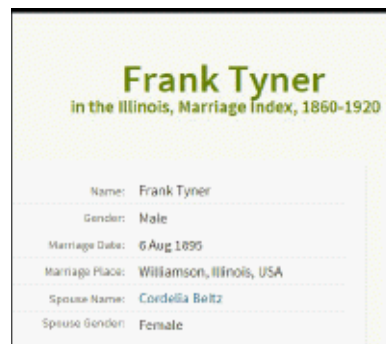 Frank Tyner
in the Illinois, Marriage Index, 1860-1920
Name: Frank Tyner
Gender: Male
Marriage Date: 6 Aug 1895
Marriage Place: Williamson, Illinois, USA
Spouse Name: Cordelia Beltz
Spouse Gender: Female